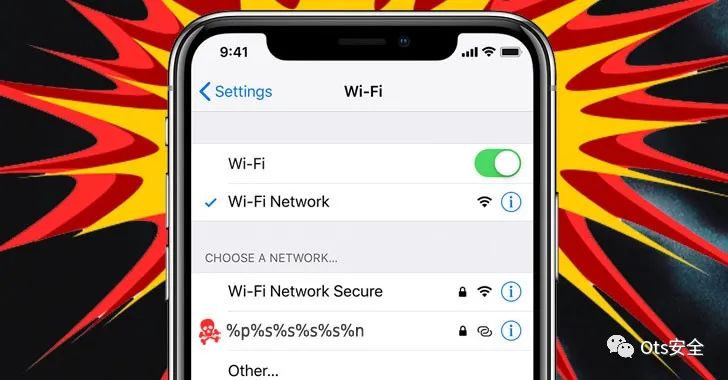 9:41
Settings
Wi-Fi
Wi-Fi
Wi-Fi Network
CHOOSE A NETWORK...
Wi-Fi Network Secure
%p%s%s%s%s%n
Other...
Ots安全